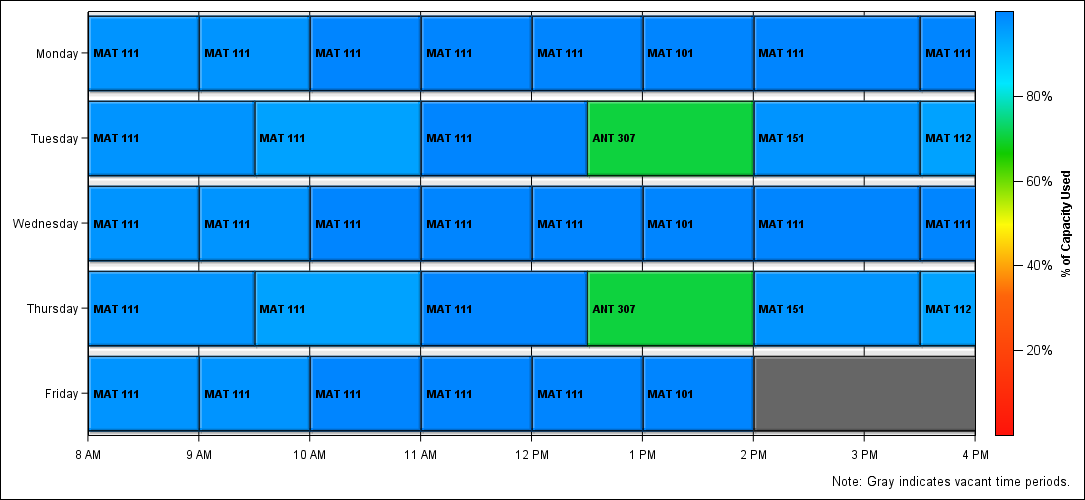 Monday MAT 111 MAT 111 MAT 111 MAT 111 MAT 111 MAT 101 MAT 111 MAT 111
80%
Tuesday MAT 111 MAT 111 MAT 111 ANT 307 MAT 151 MAT 112
60%
Wednesday MAT 111 MAT 111 MAT 111 MAT 111 MAT 111 MAT 101 MAT 111 MAT 111
% of Capacity Used
40%
Thursday MAT 111 MAT 111 MAT 111 ANT 307 MAT 151 MAT 112
20%
Friday MAT 111 MAT 111 MAT 111 MAT 111 MAT 111 MAT 101
8 AM 9 AM 10 AM 11 AM 12 PM 1 PM 2 PM 3 PM 4 PM
Note: Gray indicates vacant time periods.